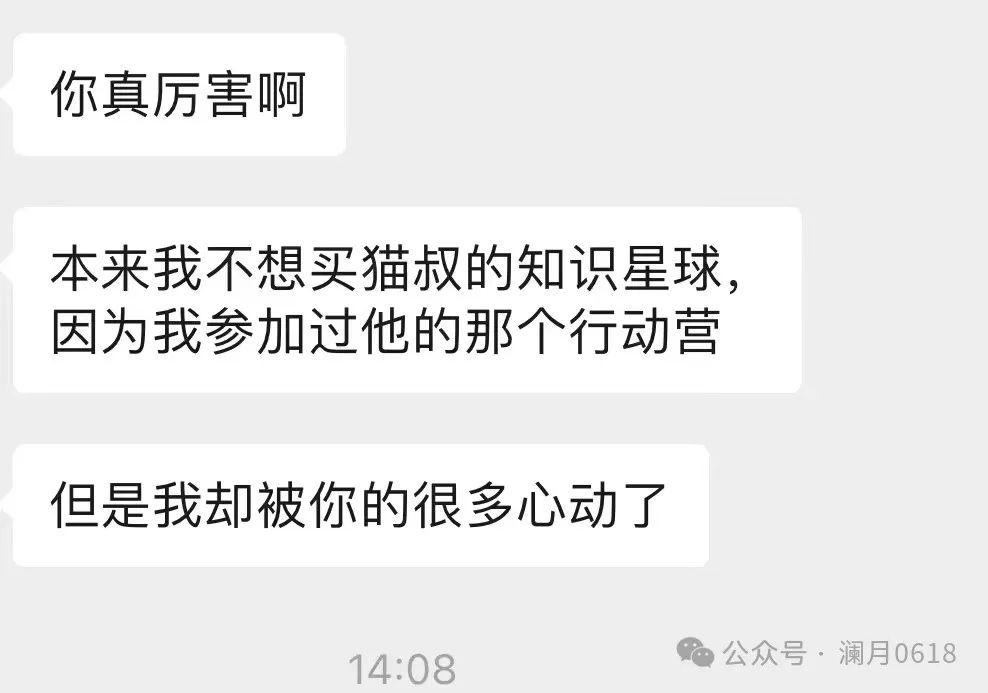 你真厉害啊
本来我不想买猫叔的知识星球，
因为我参加过他的那个行动营
但是我却被你的很多心动了
14:08
公众号 · 澜月0618